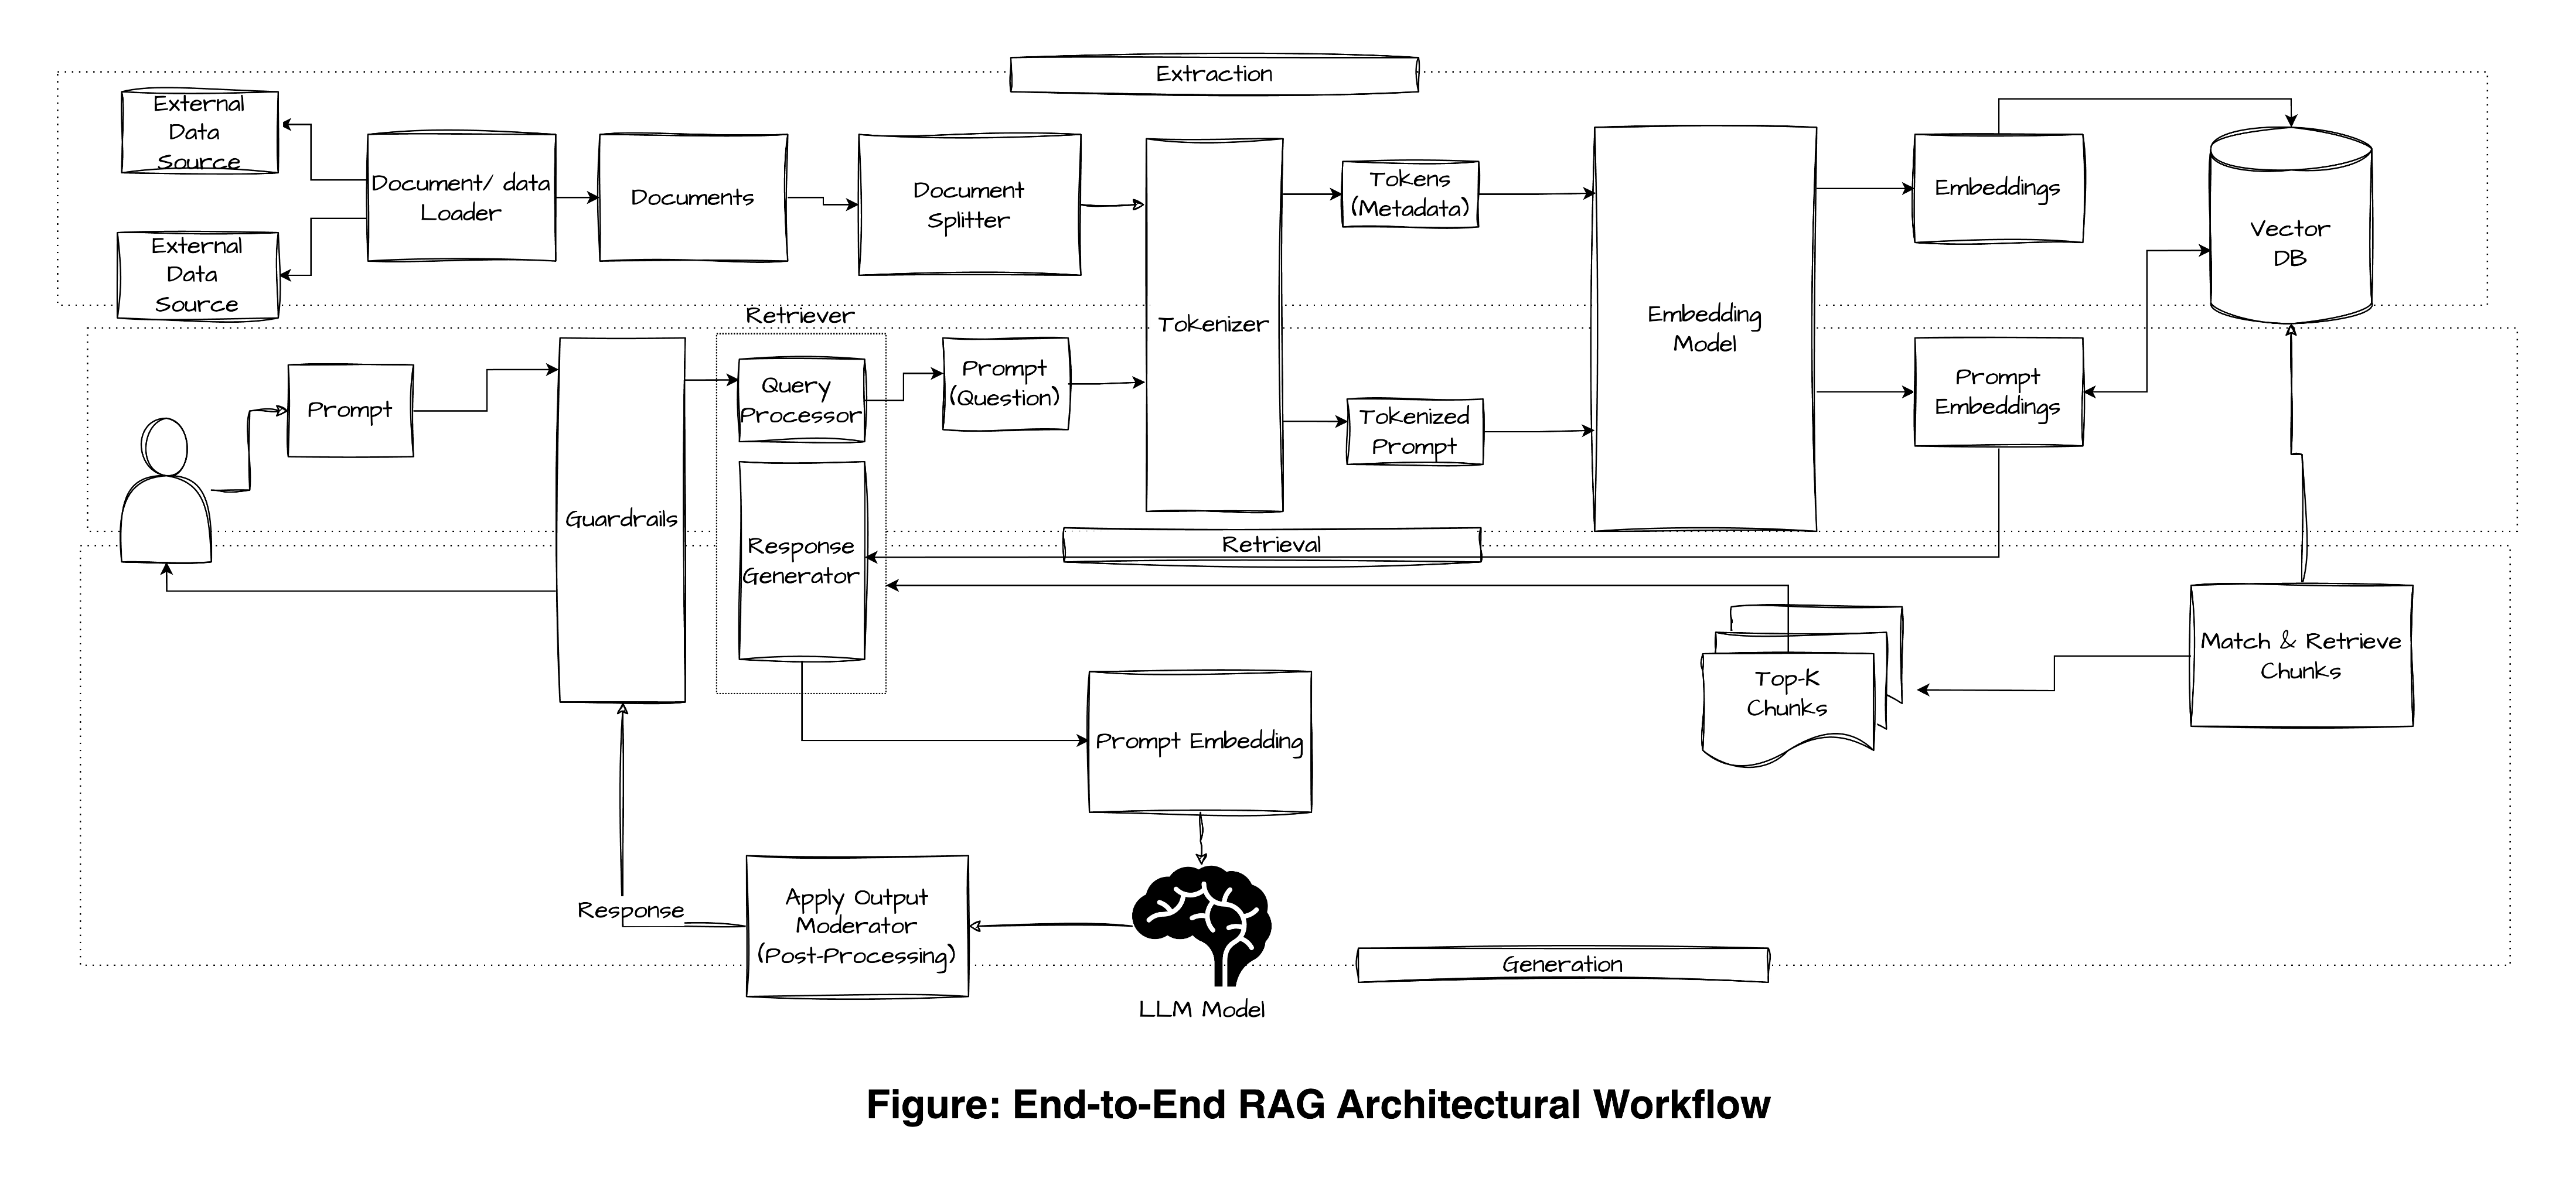 Extraction
External
Data
Source
Document/ data
Loader
Documents
Document
Splitter
Tokens
(Metadata)
Embeddings
Vector
DB
External
Data
Source
Retriever
Tokenizer
Embedding
Model
Prompt
Query
Processor
Prompt
(Question)
Tokenized
Prompt
Prompt
Embeddings
Guardrails
Response
Generator
Retrieval
Match & Retrieve
Chunks
Top-K
Chunks
Prompt Embedding
Response
Apply Output
Moderator
(Post-Processing)
LLM Model
Generation
Figure: End-to-End RAG Architectural Workflow